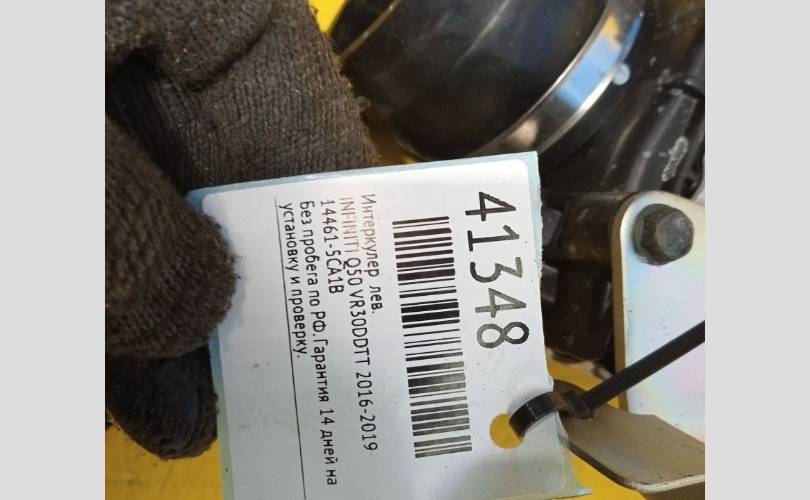 41348
Интеркулер лев.
INFINITI Q50 VR30DDTT 2016-2019
14461-5CA1B
Без пробега по РФ. Гарантия 14 дней на
установку и проверку.